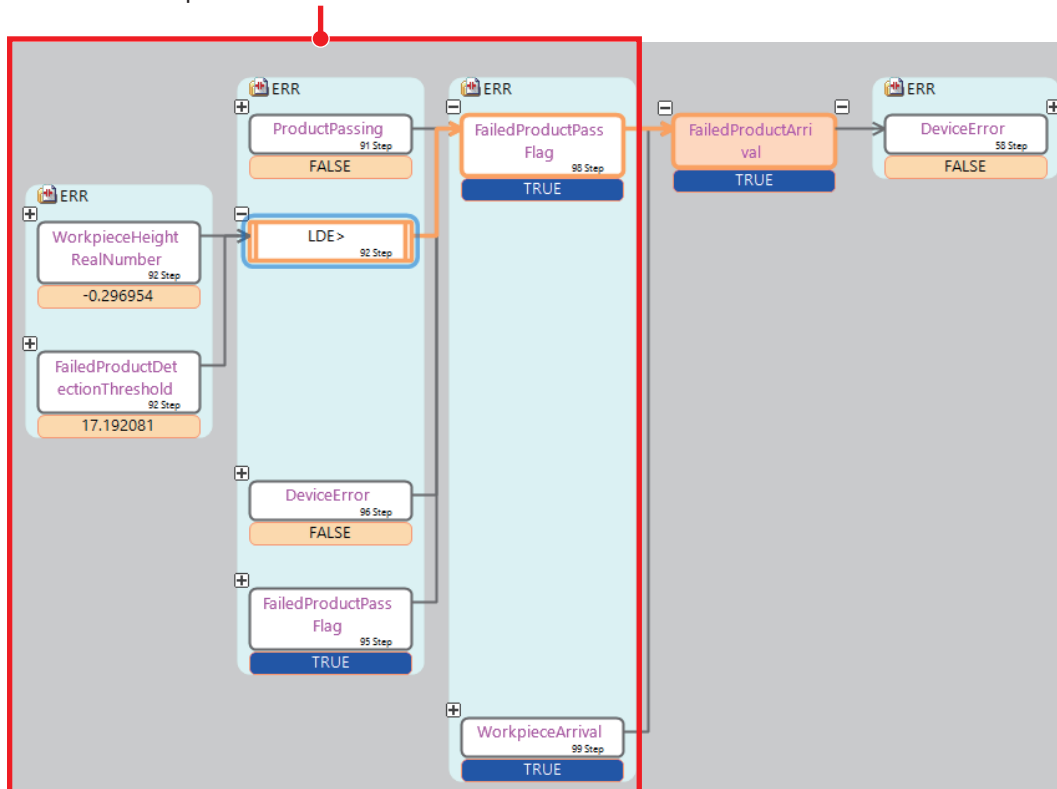 ERR
WorkpieceHeight
RealNumber
92 Step
-0.296954
FailedProductDet
ectionThreshold
92 Step
17.192081
ERR
ProductPassing
91 Step
FALSE
LDE>
92 Step
DeviceError
96 Step
FALSE
FailedProductPass
Flag
95 Step
TRUE
ERR
FailedProductPass
Flag
98 Step
TRUE
WorkpieceArrival
99 Step
TRUE
FailedProductArri
val
TRUE
ERR
DeviceError
58 Step
FALSE